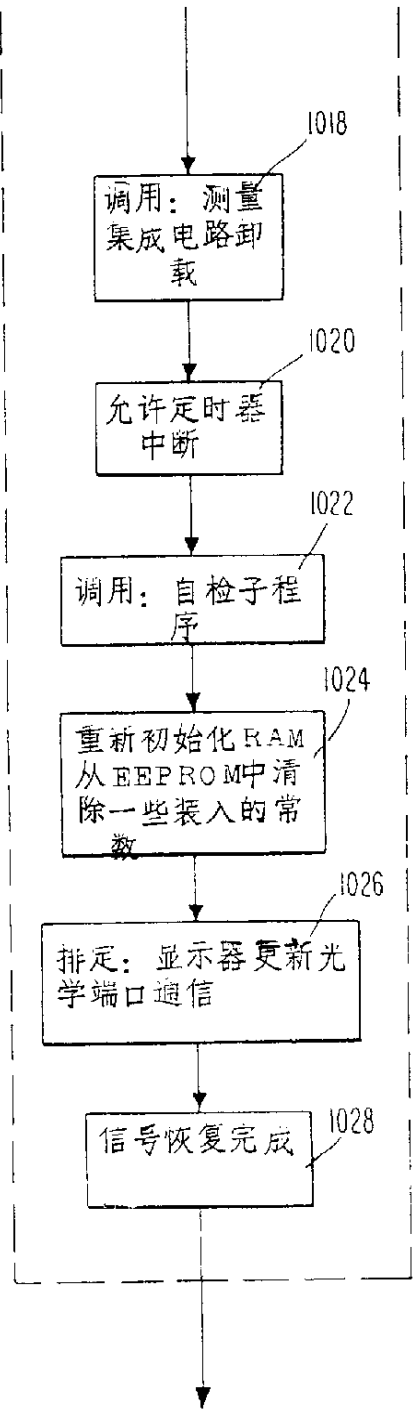 1018
调用：测量
集成电路卸
载
1020
允许定时器
中断
1022
调用：自检子程
序
1024
重新初始化RAM
从EEPROM中清
除一些装入的常
数
1026
排定：显示器更新光
学端口通信
1028
信号恢复完成